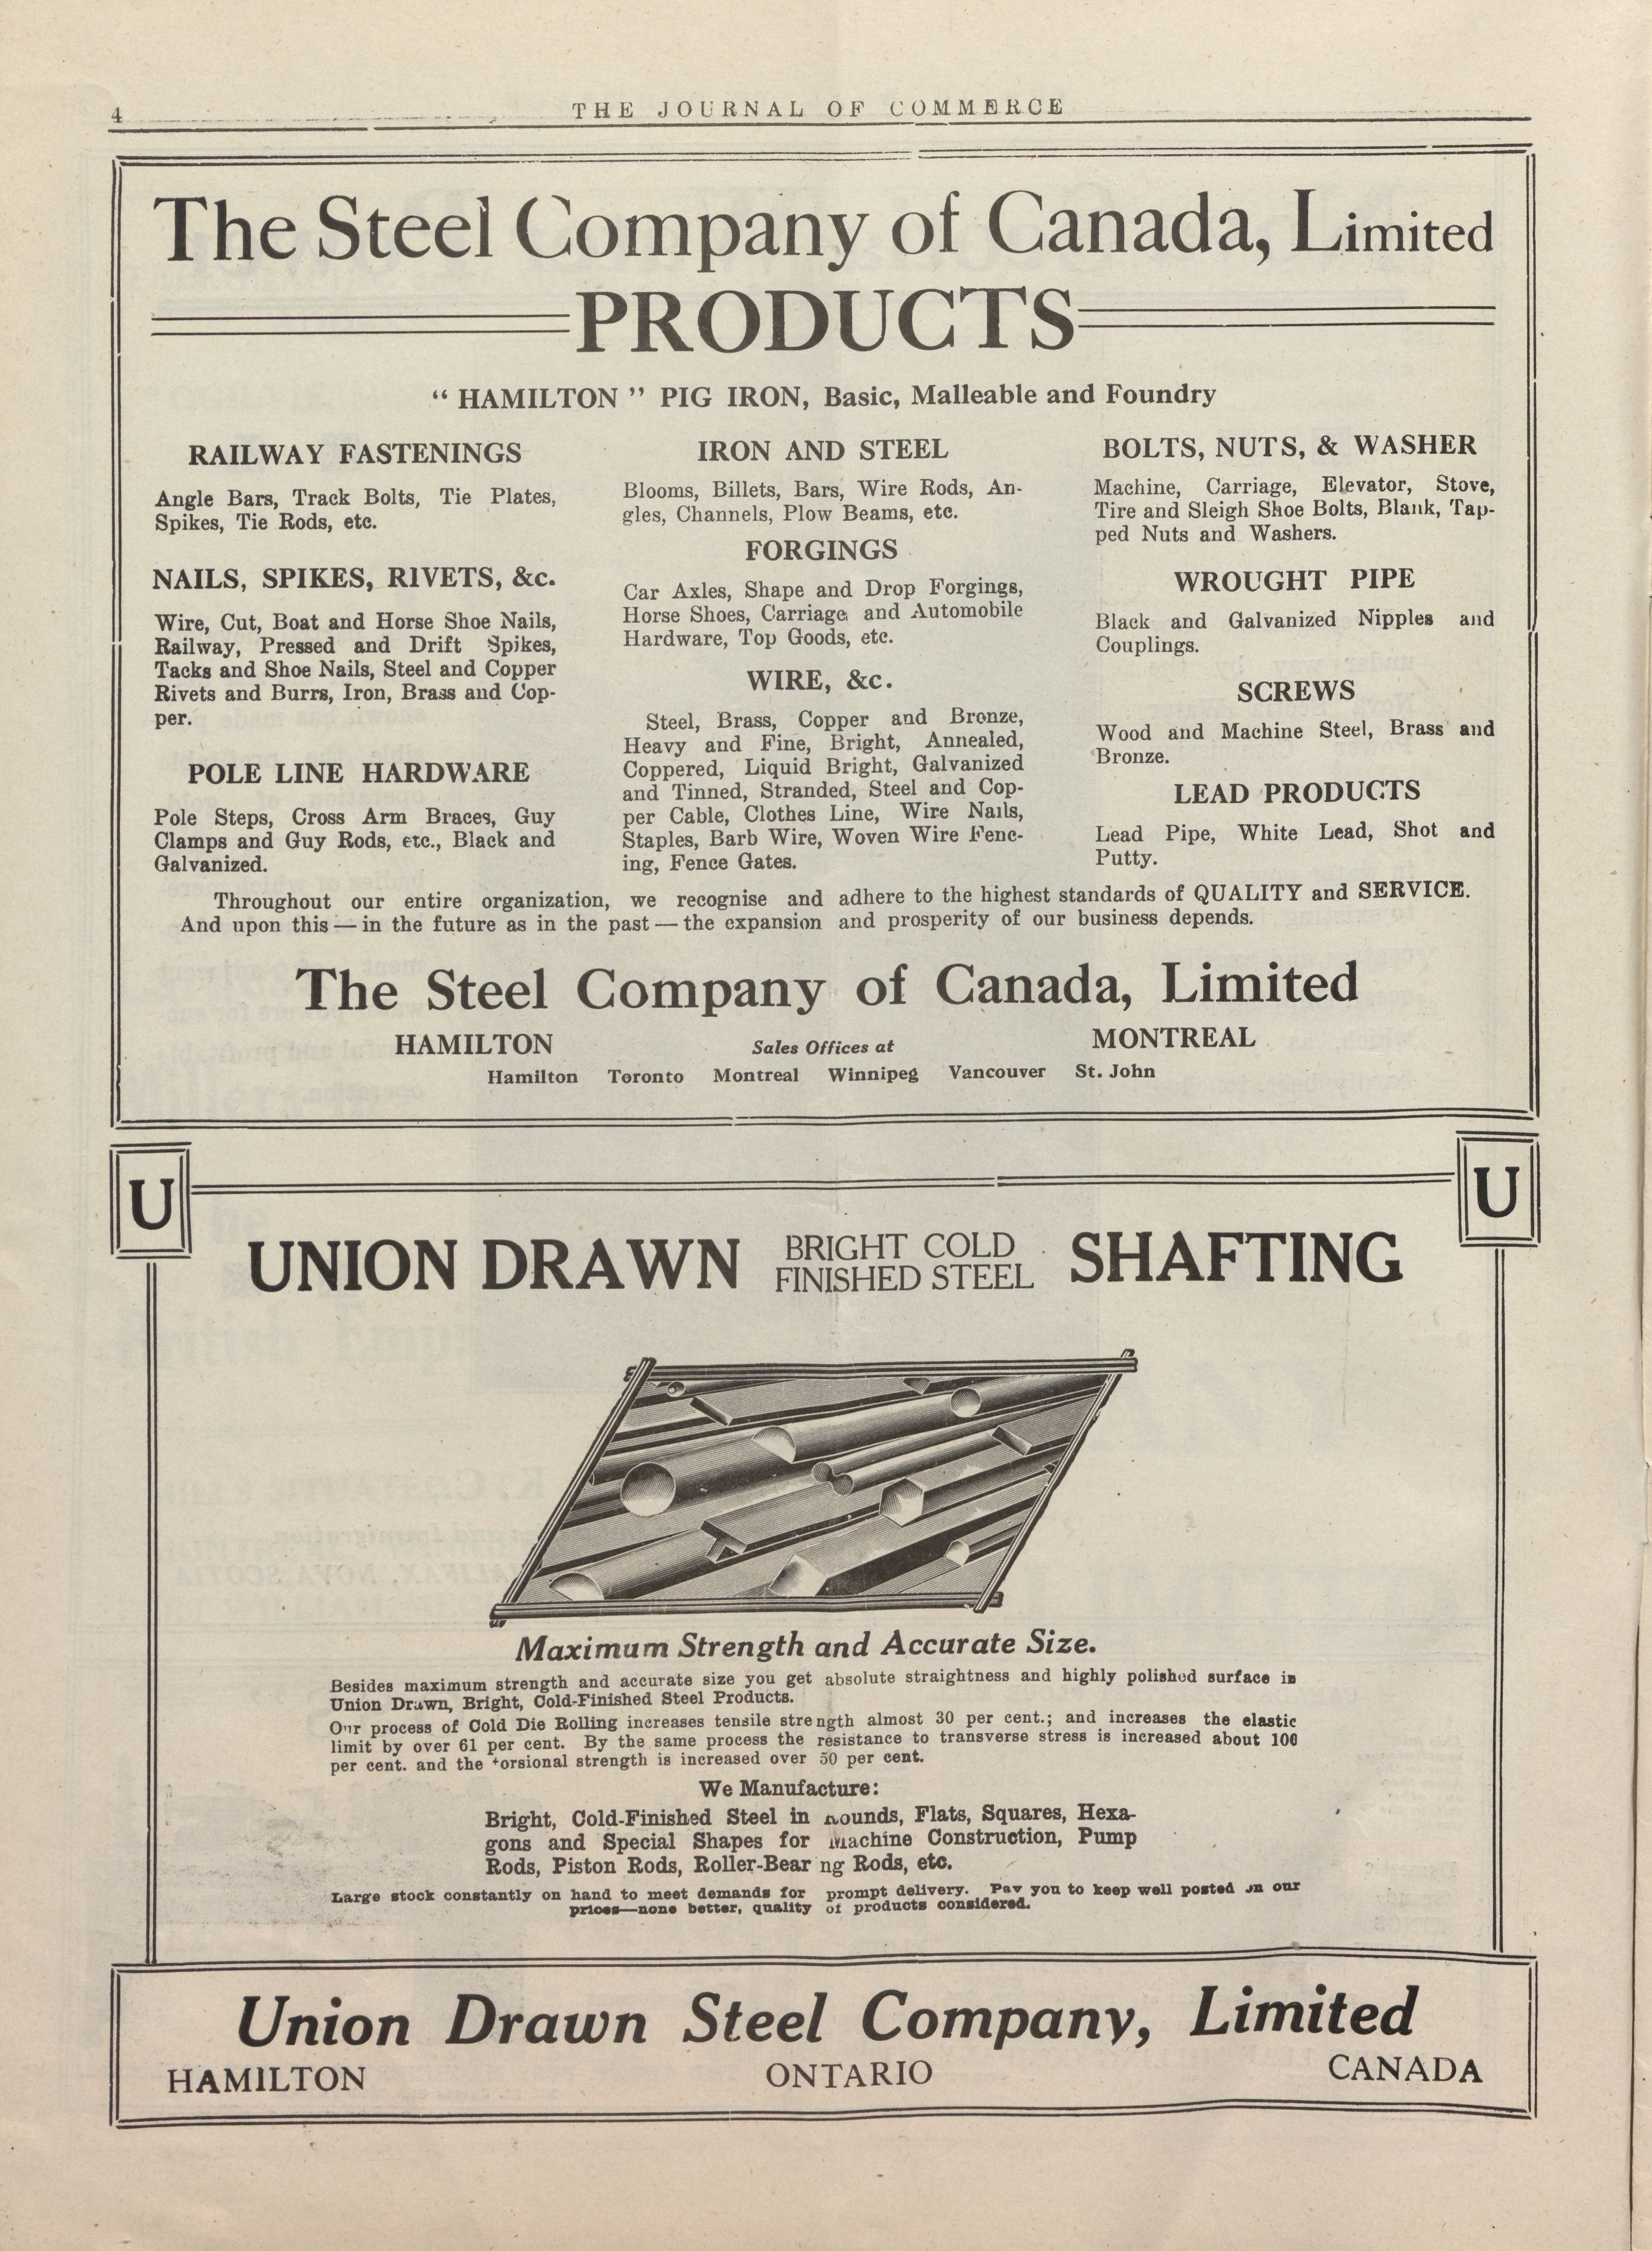 4
THE JOURNAL OF COMMERCE
The Steel Company of Canada, Limited
PRODUCTS
“ HAMILTON ” PIG IRON, Basic, Malleable and Foundry
RAILWAY FASTENINGS
Angle Bars, Track Bolts, Tie Plates,
Spikes, Tie Rods, etc.
NAILS, SPIKES, RIVETS, &c.
Wire, Cut, Boat and Horse Shoe Nails,
Railway, Pressed and Drift Spikes,
Tacks and Shoe Nails, Steel and Copper
Rivets and Burrs, Iron, Brass and Cop-
per.
POLE LINE HARDWARE
Pole Steps, Cross Arm Braces, Guy
Clamps and Guy Rods, etc., Black and
Galvanized.
IRON AND STEEL
Blooms, Billets, Bars, Wire Rods, An-
gles, Channels, Plow Beams, etc.
FORGINGS
Car Axles, Shape and Drop Forgings,
Horse Shoes, Carriage and Automobile
Hardware, Top Goods, etc.
WIRE, &c.
Steel, Brass, Copper and Bronze,
Heavy and Fine, Bright, Annealed,
Coppered, Liquid Bright, Galvanized
and Tinned, Stranded, Steel and Cop-
per Cable, Clothes Line, Wire Nails,
Staples, Barb Wire, Woven Wire Fenc-
ing, Fence Gates.
BOLTS, NUTS, & WASHER
Machine, Carriage, Elevator, Stove,
Tire and Sleigh Shoe Bolts, Blank, Tap-
ped Nuts and Washers.
WROUGHT PIPE
Black and Galvanized Nipples and
Couplings.
SCREWS
Wood and Machine Steel, Brass and
Bronze.
LEAD PRODUCTS
Lead Pipe, White Lead, Shot and
Putty.
Throughout our entire organization, we recognise and adhere to the highest standards of QUALITY and SERVICE.
And upon this — in the future as in the past — the expansion and prosperity of our business depends.
The Steel Company of Canada, Limited
HAMILTON Sales Offices at MONTREAL
Hamilton Toronto Montreal Winnipeg Vancouver St. John
U
U
UNION DRAWN BRIGHT COLD FINISHED STEEL SHAFTING
Maximum Strength and Accurate Size.
Besides maximum strength and accurate size you get absolute straightness and highly polished surface in
Union Drawn, Bright, Cold-Finished Steel Products.
Our process of Cold Die Rolling increases tensile strength almost 30 per cent.; and increases the elastic
limit by over 61 per cent. By the same process the resistance to transverse stress is increased about 100
per cent. and the torsional strength is increased over 50 per cent.
We Manufacture:
Bright, Cold-Finished Steel in Rounds, Flats, Squares, Hexa-
gons and Special Shapes for Machine Construction, Pump
Rods, Piston Rods, Roller-Bearing Rods, etc.
Large stock constantly on hand to meet demands for prompt delivery. Pay you to keep well posted on our
prices—none better, quality of products considered.
Union Drawn Steel Company, Limited
HAMILTON ONTARIO CANADA